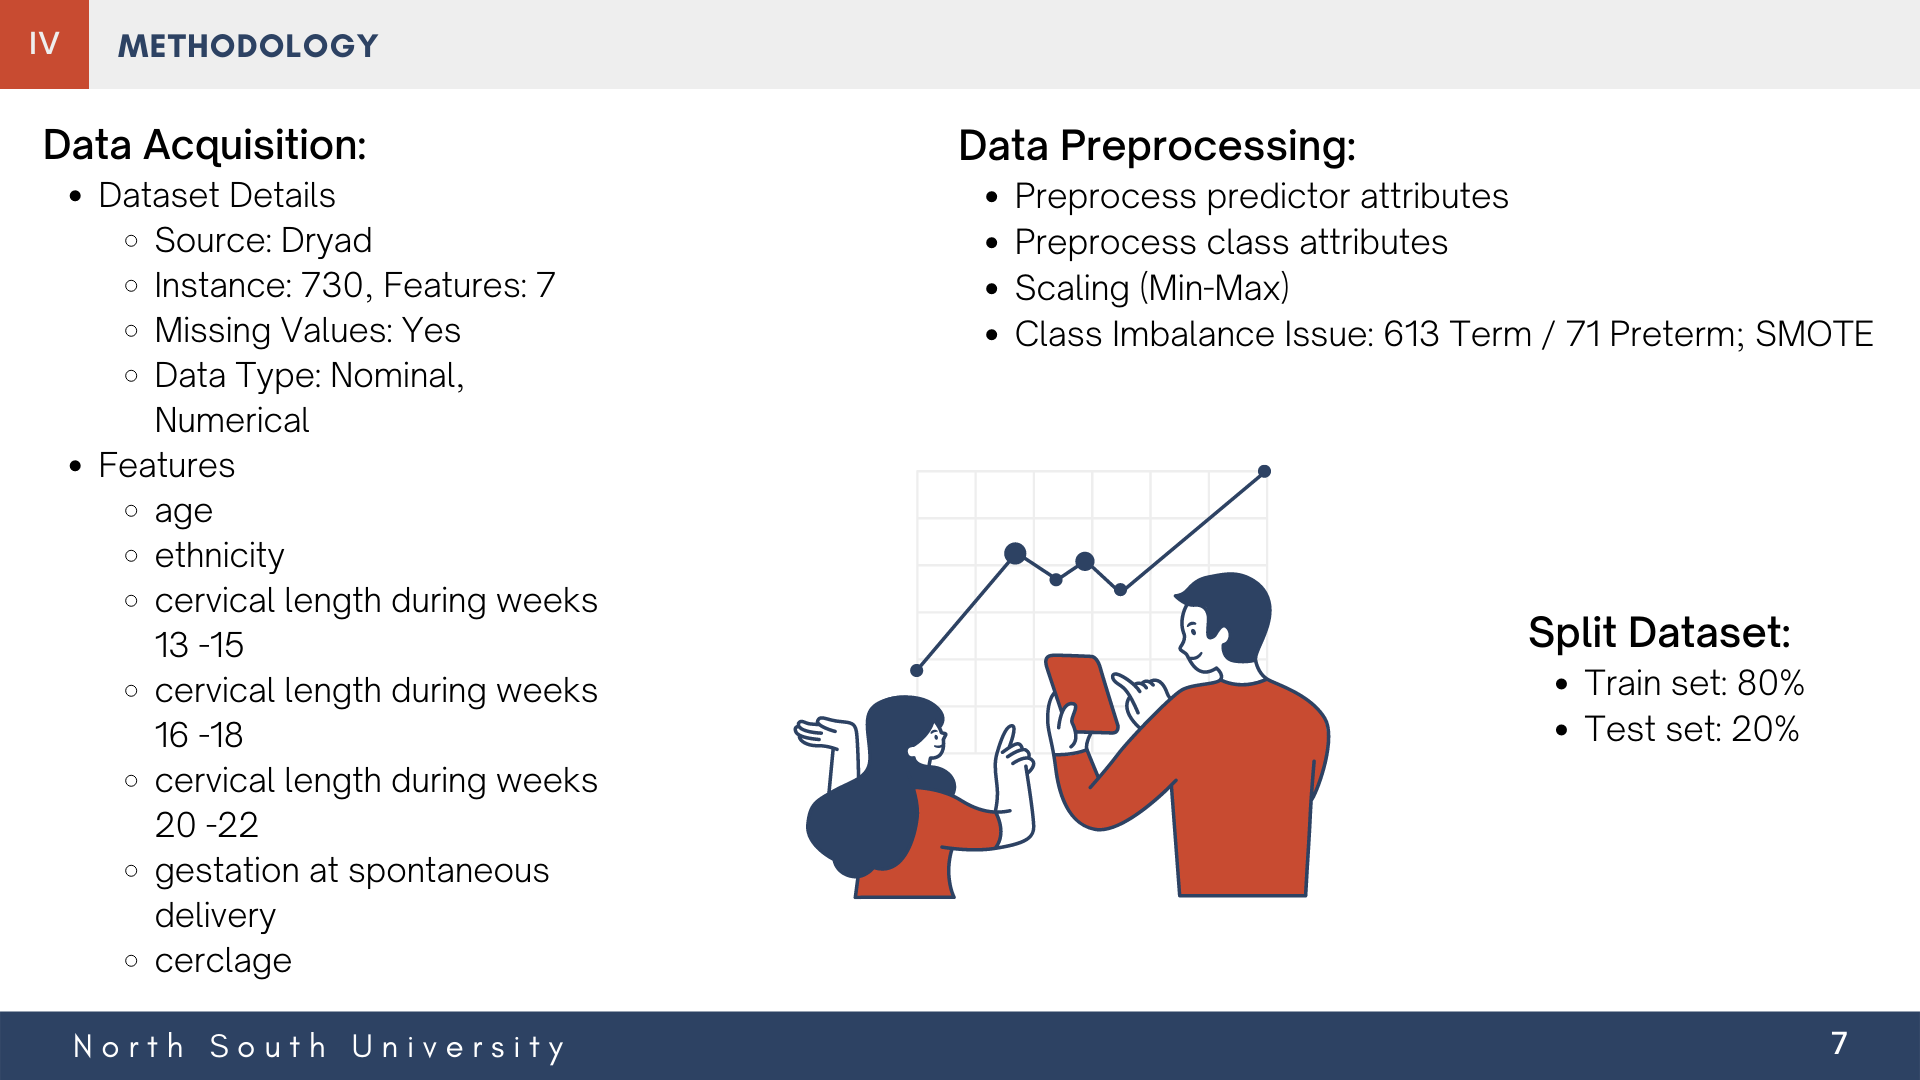 IV
METHODOLOGY
Data Acquisition:
Dataset Details
Source: Dryad
Instance: 730, Features: 7
Missing Values: Yes
Data Type: Nominal,
Numerical
Features
age
ethnicity
cervical length during weeks
13 -15
cervical length during weeks
16 -18
cervical length during weeks
20 -22
gestation at spontaneous
delivery
cerclage
Data Preprocessing:
Preprocess predictor attributes
Preprocess class attributes
Scaling (Min-Max)
Class Imbalance Issue: 613 Term / 71 Preterm; SMOTE
Split Dataset:
Train set: 80%
Test set: 20%
North South University
7